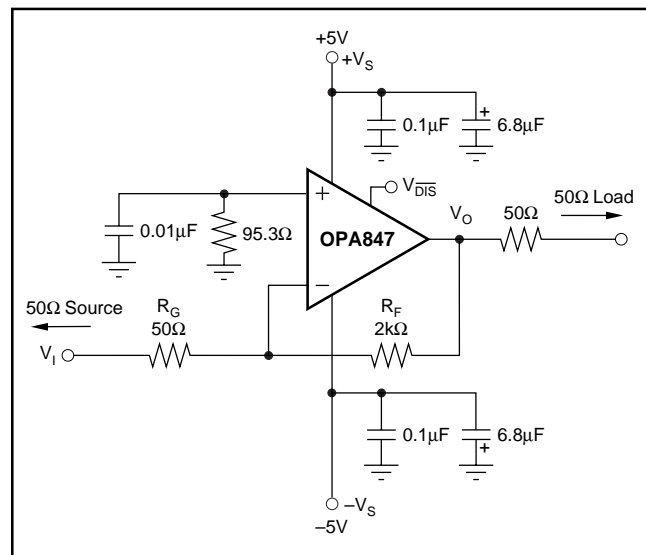 +5V
+V_S
0.1μF
6.8μF
+
V_D̅I̅S̅
50Ω Load
+
V_O
50Ω
0.01μF
95.3Ω
OPA847
−
50Ω Source
R_G
50Ω
R_F
2kΩ
V_I
0.1μF
6.8μF
+
−V_S
−5V